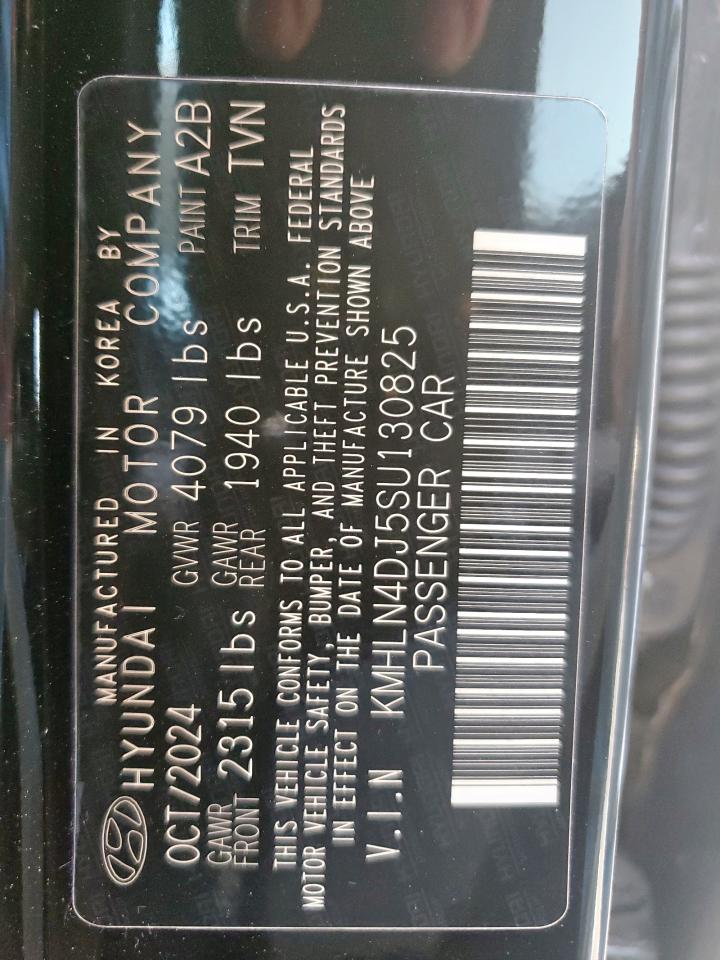 MANUFACTURED IN KOREA BY
HYUNDAI MOTOR COMPANY
OCT/2024 GVWR 4079 lbs PAINT A2B
GAWR FRONT 2315 lbs GAWR REAR 1940 lbs TRIM TVN
THIS VEHICLE CONFORMS TO ALL APPLICABLE U.S.A. FEDERAL
MOTOR VEHICLE SAFETY, BUMPER, AND THEFT PREVENTION STANDARDS
IN EFFECT ON THE DATE OF MANUFACTURE SHOWN ABOVE
V.I.N KMHLN4DJ5SU130825
PASSENGER CAR